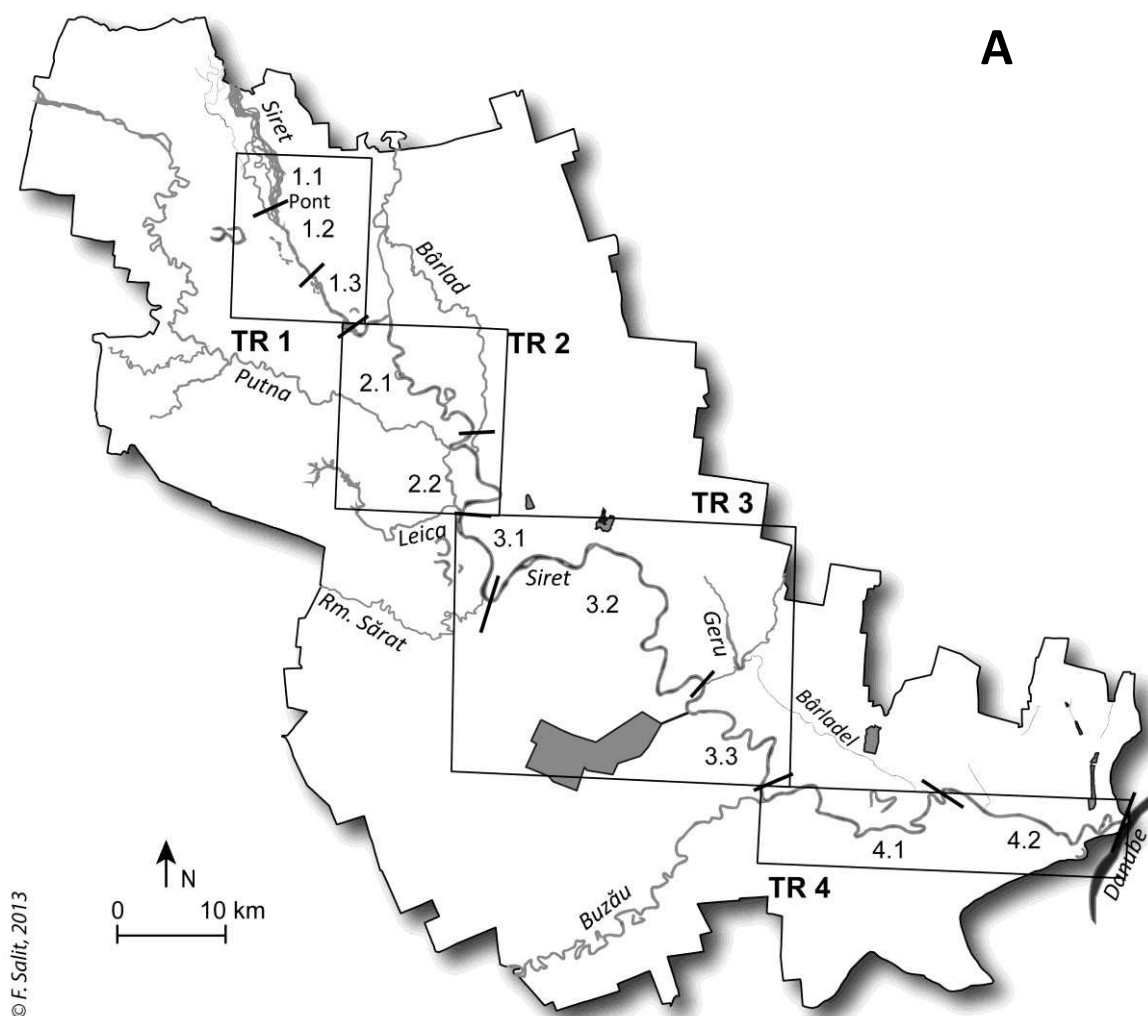 A
Siret
1.1
Pont
1.2
Bârlad
1.3
TR 1
TR 2
2.1
Putna
2.2
TR 3
Leica
3.1
Siret
3.2
Rm. Sărat
Geru
Bârladel
3.3
4.1
4.2
TR 4
Danube
Buzău
N
0 10 km
© F. Salit, 2013